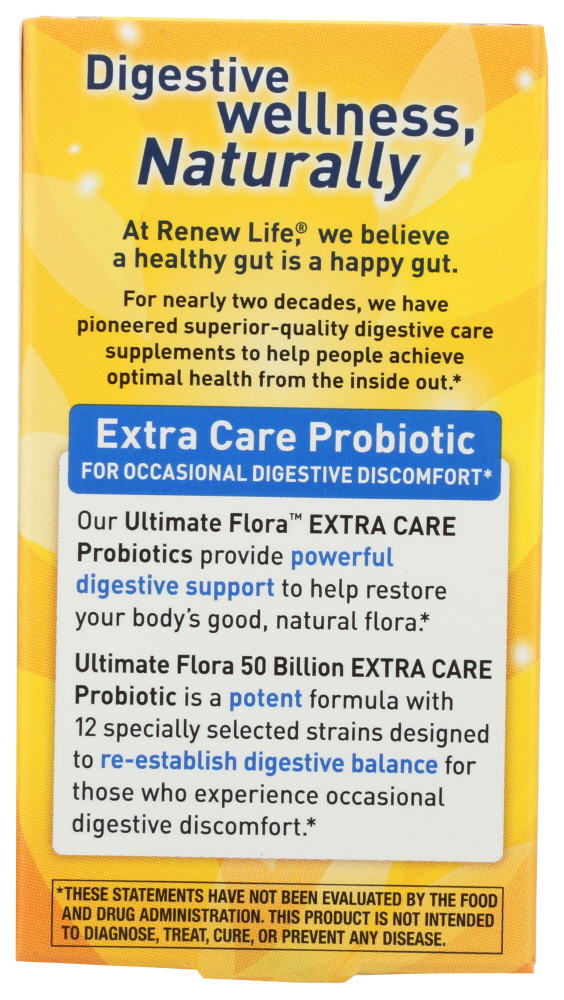 Digestive
wellness,
Naturally
At Renew Life,® we believe
a healthy gut is a happy gut.
For nearly two decades, we have
pioneered superior-quality digestive care
supplements to help people achieve
optimal health from the inside out.*
Extra Care Probiotic
FOR OCCASIONAL DIGESTIVE DISCOMFORT*
Our Ultimate Flora™ EXTRA CARE
Probiotics provide powerful
digestive support to help restore
your body's good, natural flora.*
Ultimate Flora 50 Billion EXTRA CARE
Probiotic is a potent formula with
12 specially selected strains designed
to re-establish digestive balance for
those who experience occasional
digestive discomfort.*
*THESE STATEMENTS HAVE NOT BEEN EVALUATED BY THE FOOD
AND DRUG ADMINISTRATION. THIS PRODUCT IS NOT INTENDED
TO DIAGNOSE, TREAT, CURE, OR PREVENT ANY DISEASE.